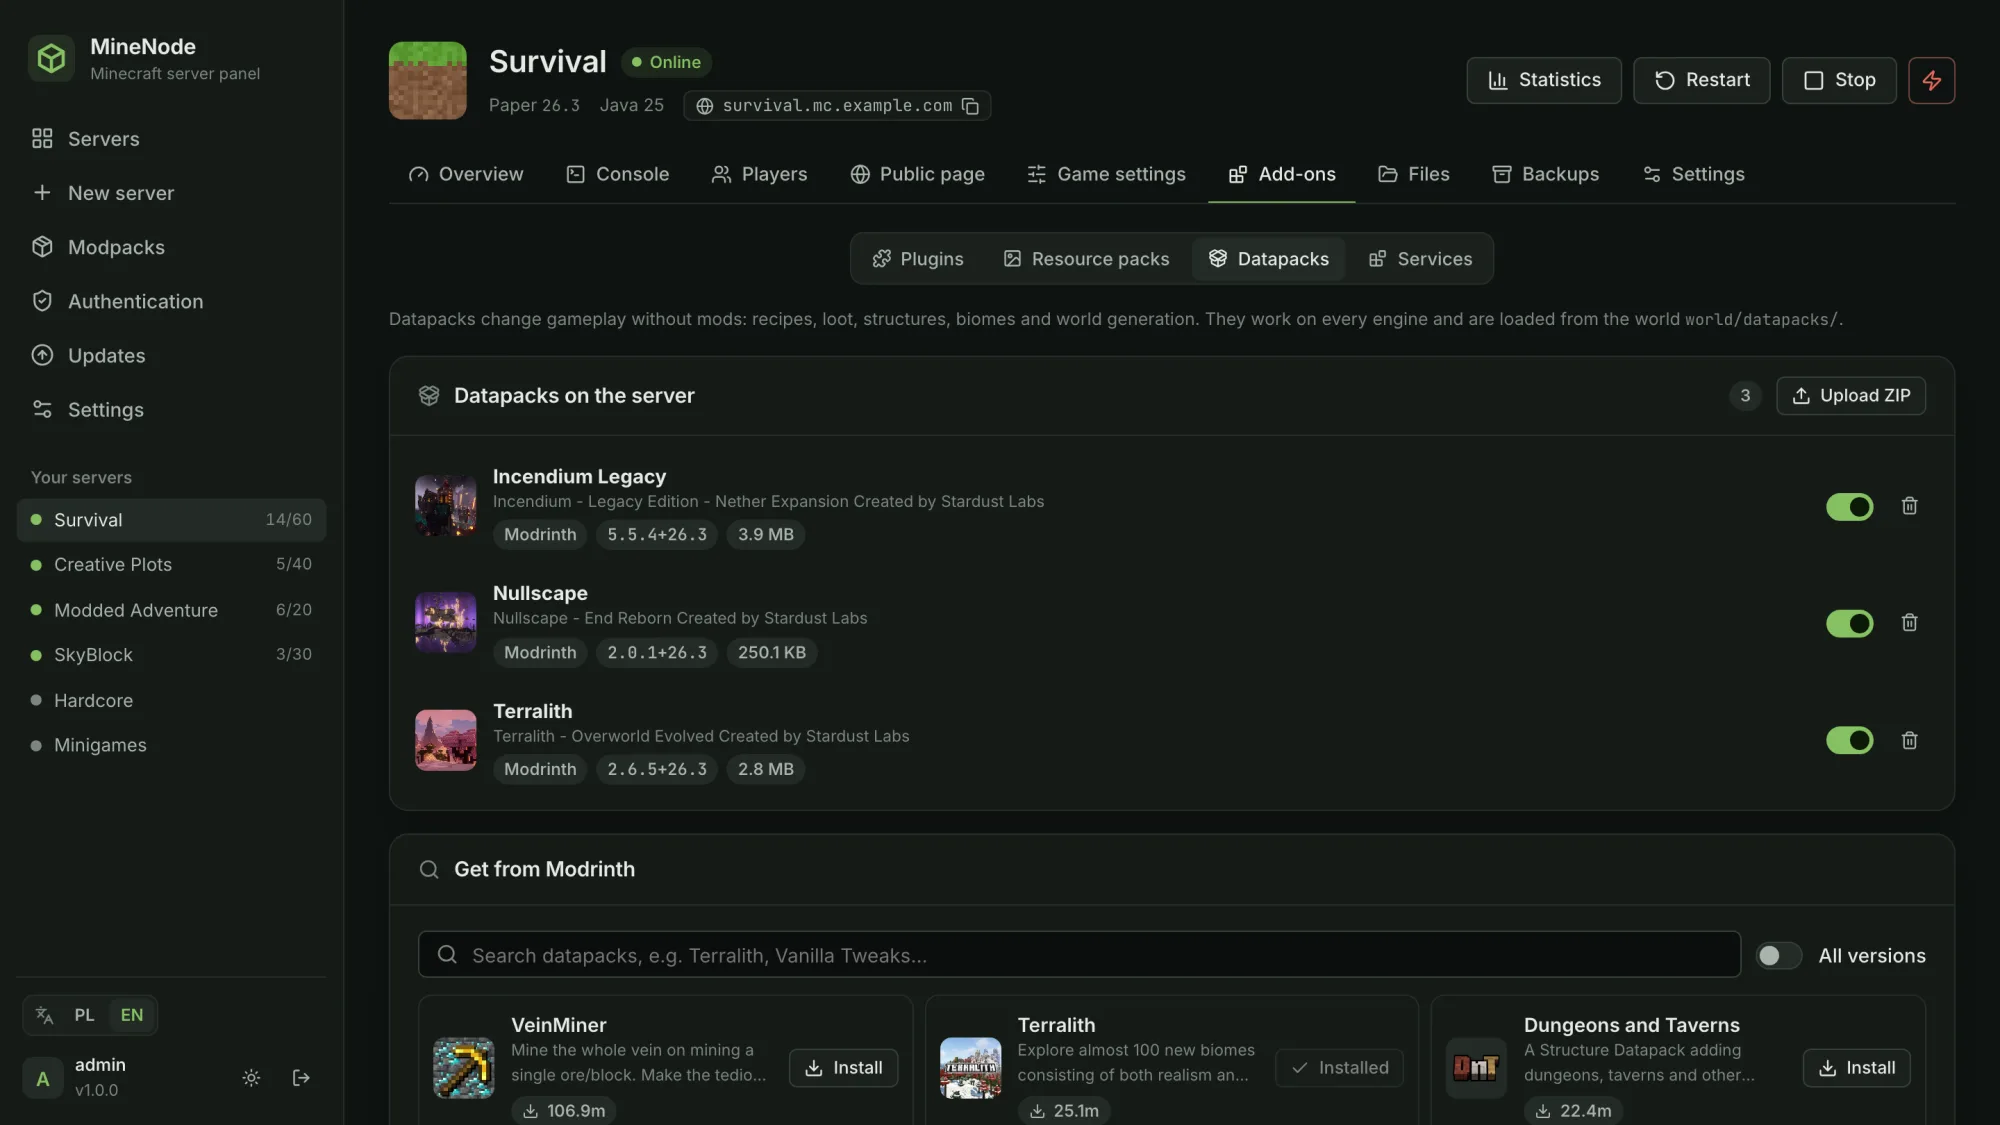 MineNode
Minecraft server panel
Servers
New server
Modpacks
Authentication
Updates
Settings
Your servers
Survival 14/60
Creative Plots 5/40
Modded Adventure 6/20
SkyBlock 3/30
Hardcore
Minigames
PL EN
A
admin
v1.0.0
Survival Online
Paper 26.3 Java 25 survival.mc.example.com
Statistics Restart Stop
Overview Console Players Public page Game settings Add-ons Files Backups Settings
Plugins Resource packs Datapacks Services
Datapacks change gameplay without mods: recipes, loot, structures, biomes and world generation. They work on every engine and are loaded from the world world/datapacks/.
Datapacks on the server 3 Upload ZIP
Incendium Legacy
Incendium - Legacy Edition - Nether Expansion Created by Stardust Labs
Modrinth 5.5.4+26.3 3.9 MB
Nullscape
Nullscape - End Reborn Created by Stardust Labs
Modrinth 2.0.1+26.3 250.1 KB
Terralith
Terralith - Overworld Evolved Created by Stardust Labs
Modrinth 2.6.5+26.3 2.8 MB
Get from Modrinth
Search datapacks, e.g. Terralith, Vanilla Tweaks... All versions
VeinMiner
Mine the whole vein on mining a
single ore/block. Make the tedio...
Install
106.9m
TERRALITH
Terralith
Explore almost 100 new biomes
consisting of both realism an...
Installed
25.1m
DnT
Dungeons and Taverns
A Structure Datapack adding
dungeons, taverns and other...
Install
22.4m